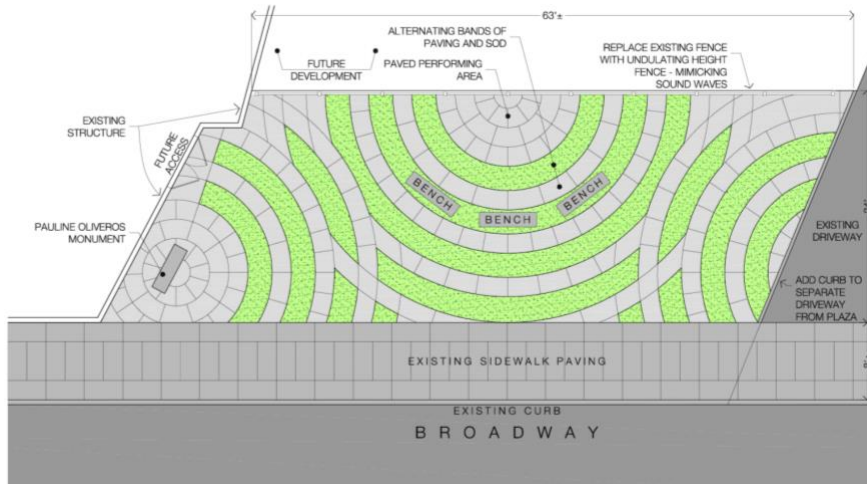 63'±
ALTERNATING BANDS OF
PAVING AND SOD
PAVED PERFORMING
AREA
FUTURE
DEVELOPMENT
REPLACE EXISTING FENCE
WITH UNDULATING HEIGHT
FENCE - MIMICKING
SOUND WAVES
EXISTING
STRUCTURE
FUTURE
ACCESS
PAULINE OLIVEROS
MONUMENT
BENCH
BENCH
BENCH
EXISTING
DRIVEWAY
ADD CURB TO
SEPARATE
DRIVEWAY
FROM PLAZA
EXISTING SIDEWALK PAVING
EXISTING CURB
BROADWAY